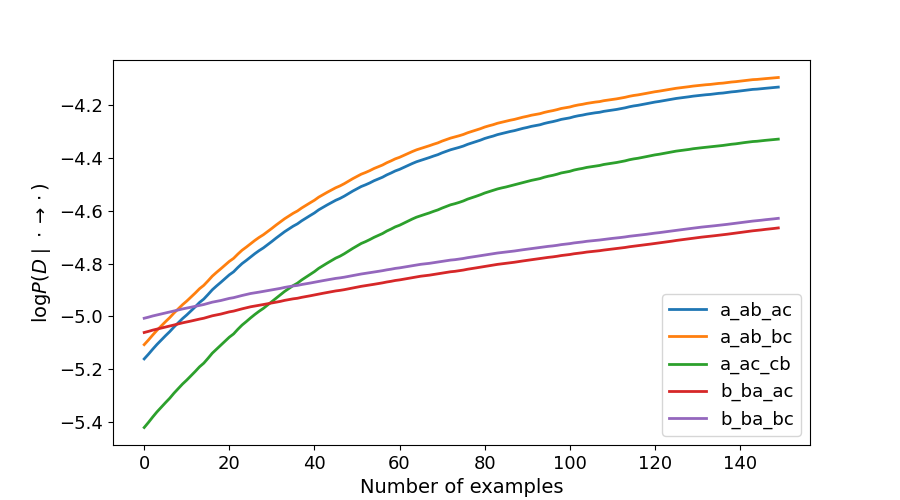 log P(D | · → · )
−4.2
−4.4
−4.6
−4.8
−5.0
−5.2
−5.4
0 20 40 60 80 100 120 140
Number of examples
a_ab_ac
a_ab_bc
a_ac_cb
b_ba_ac
b_ba_bc